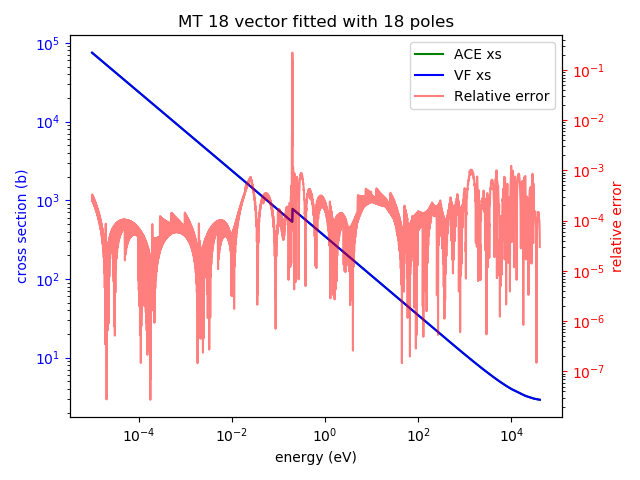 MT 18 vector fitted with 18 poles
ACE xs
VF xs
Relative error
cross section (b)
10^5
10^4
10^3
10^2
10^1
10^-1
10^-2
10^-3
10^-4
10^-5
10^-6
10^-7
relative error
10^-4
10^-2
10^0
10^2
10^4
energy (eV)